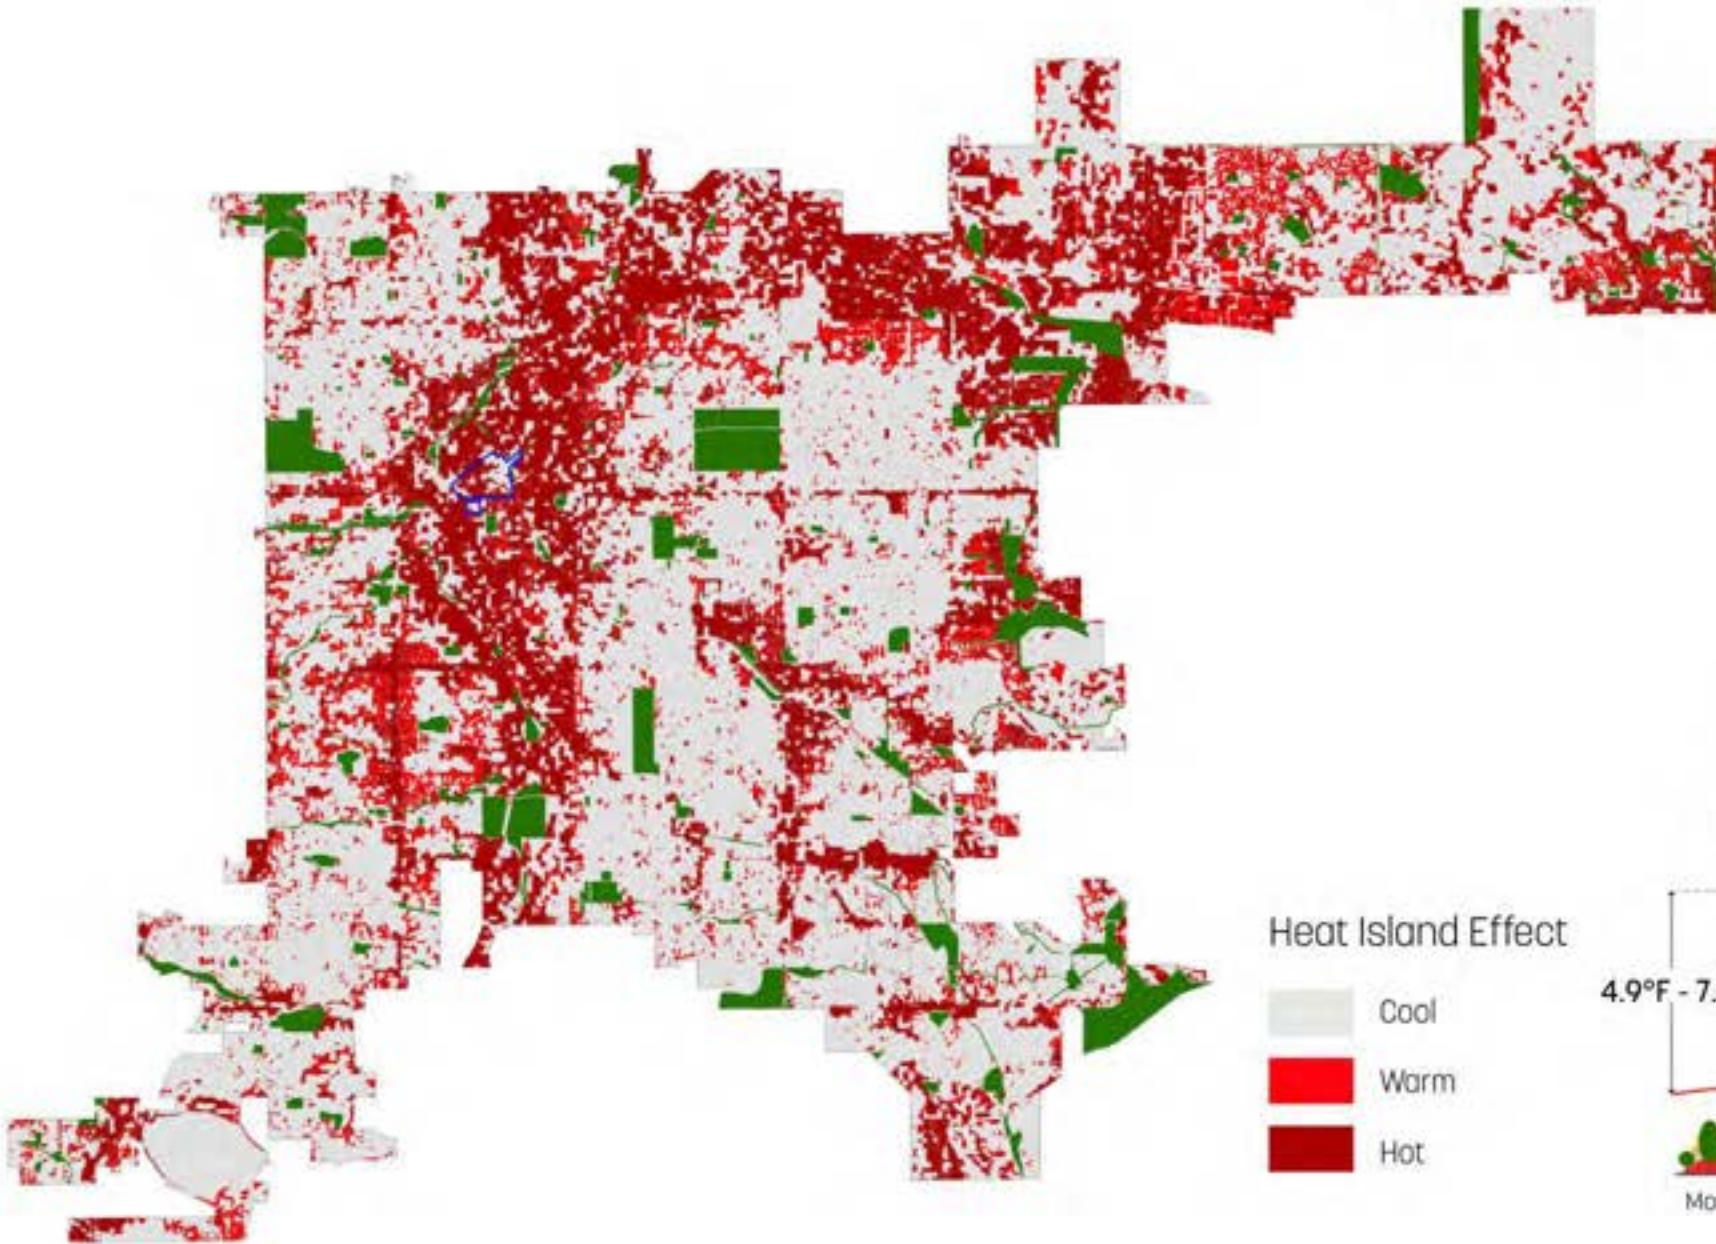 Heat Island Effect
Cool
4.9°F - 7.
Warm
Hot
Mo